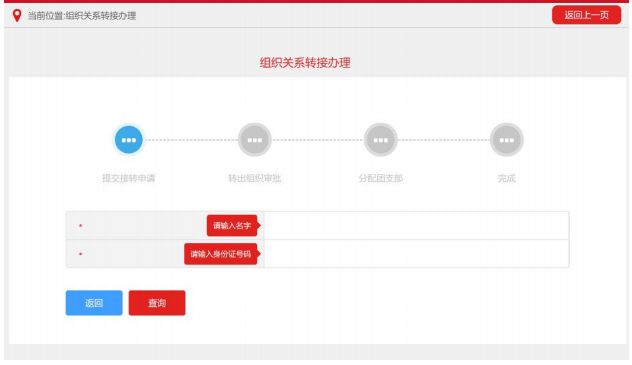 当前位置:组织关系转接办理
返回上一页
组织关系转接办理
提交接转申请 转出组织审批 分配团支部 完成
* 请输入名字
* 请输入身份证号码
返回 查询